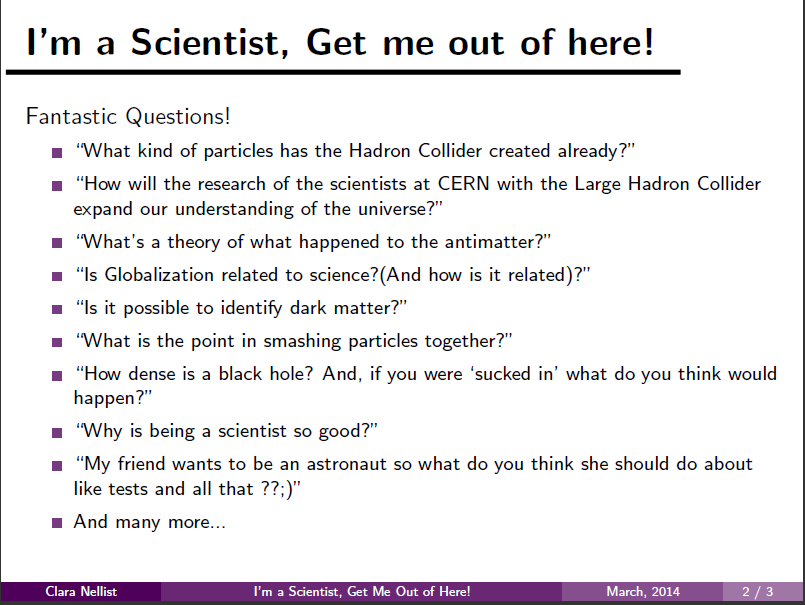 I'm a Scientist, Get me out of here!
Fantastic Questions!
“What kind of particles has the Hadron Collider created already?”
“How will the research of the scientists at CERN with the Large Hadron Collider
expand our understanding of the universe?”
“What's a theory of what happened to the antimatter?”
“Is Globalization related to science?(And how is it related)?”
“Is it possible to identify dark matter?”
“What is the point in smashing particles together?”
“How dense is a black hole? And, if you were ‘sucked in’ what do you think would
happen?”
“Why is being a scientist so good?”
“My friend wants to be an astronaut so what do you think she should do about
like tests and all that ??;)”
And many more...
Clara Nellist I'm a Scientist, Get Me Out of Here! March, 2014 2 / 3